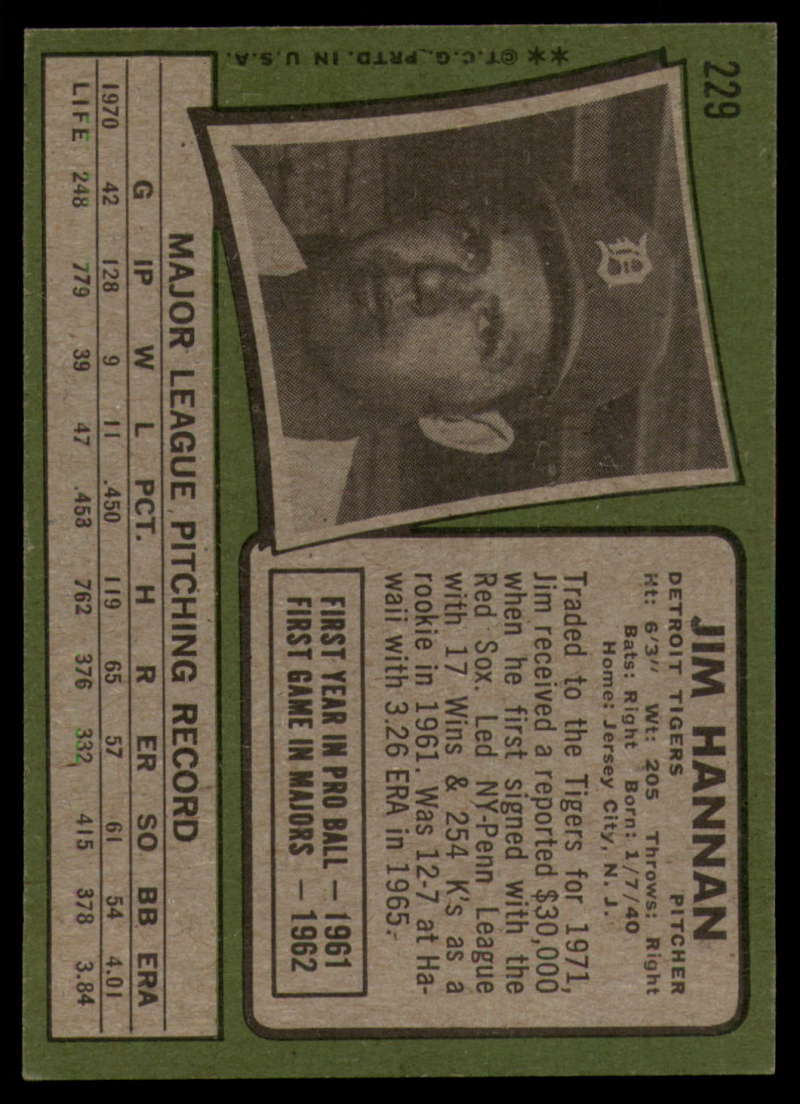 229
**©T.C.G. PRTD. IN U.S.A.
JIM HANNAN
DETROIT TIGERS PITCHER
Ht: 6'3" Wt: 205 Throws: Right
Bats: Right Born: 1/7/40
Home: Jersey City, N. J.
Traded to the Tigers for 1971,
Jim received a reported $30,000
when he first signed with the
Red Sox. Led NY-Penn League
with 17 Wins & 254 K's as a
rookie in 1961. Was 12-7 at Ha-
waii with 3.26 ERA in 1965.
FIRST YEAR IN PRO BALL — 1961
FIRST GAME IN MAJORS — 1962
MAJOR LEAGUE PITCHING RECORD
G IP W L PCT. H R ER SO BB ERA
1970 42 128 9 11 .450 119 65 57 61 54 4.01
LIFE 248 779 39 47 .453 762 376 332 415 378 3.84